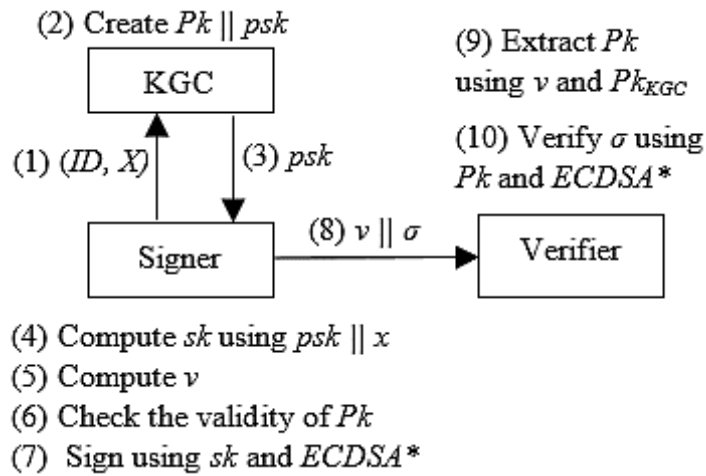 (2) Create Pk || psk
KGC
(1) (ID, X)
(3) psk
Signer
(8) v || σ
Verifier
(9) Extract Pk
using v and PkKGC
(10) Verify σ using
Pk and ECDSA*
(4) Compute sk using psk || x
(5) Compute v
(6) Check the validity of Pk
(7) Sign using sk and ECDSA*